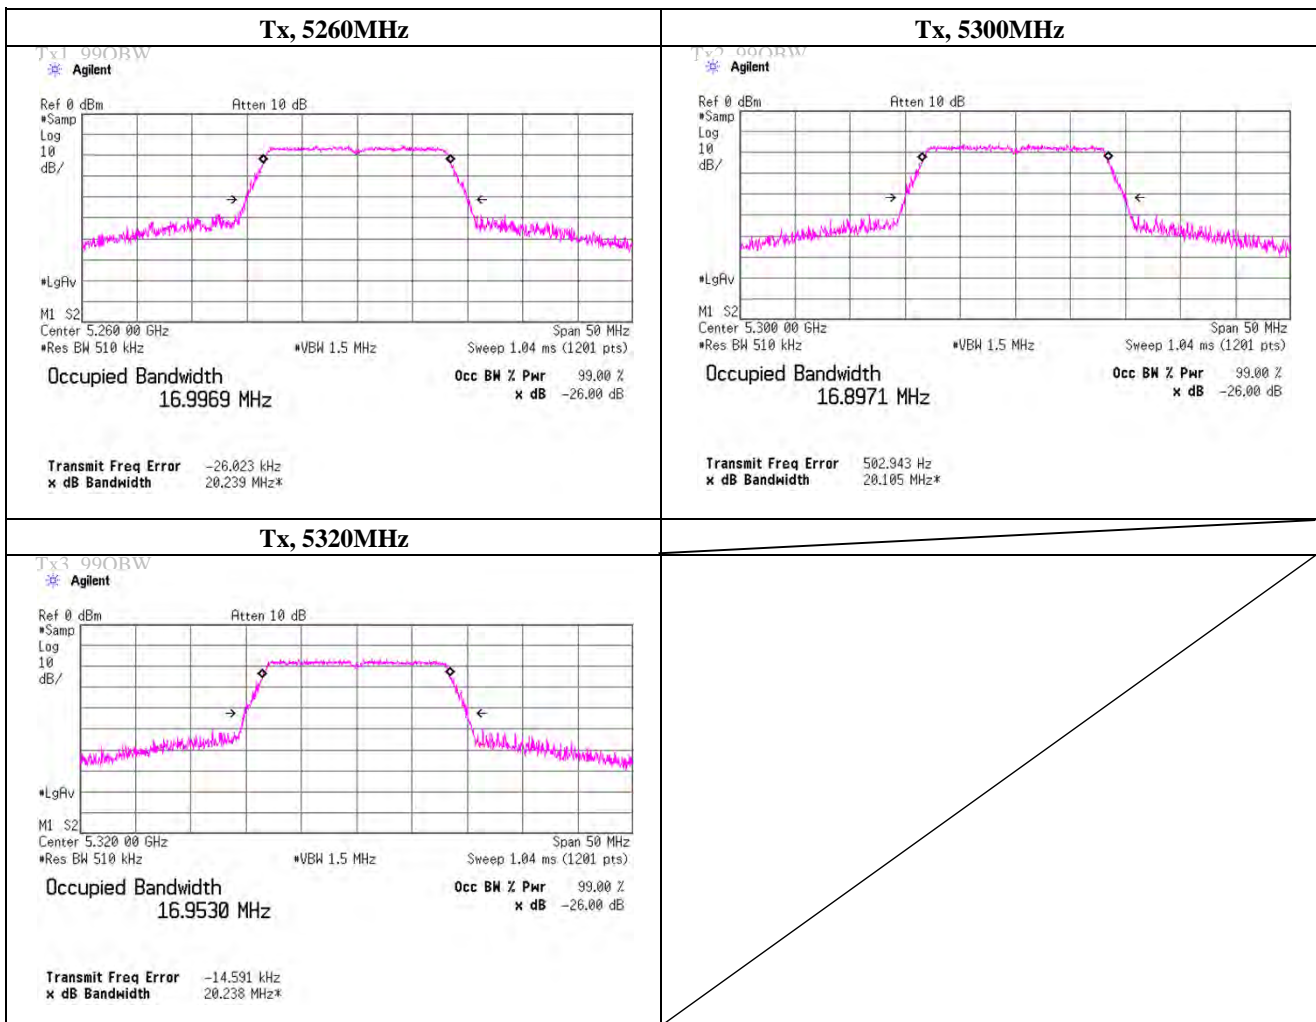 Tx, 5260MHz
Tx1 99OBW
Agilent
Ref 0 dBm Atten 10 dB
*Samp
Log
10
dB/
*LgAv
M1 S2
Center 5.260 00 GHz Span 50 MHz
*Res BW 510 kHz *VBW 1.5 MHz Sweep 1.04 ms (1201 pts)
Occupied Bandwidth Occ BW % Pwr 99.00 %
16.9969 MHz x dB -26.00 dB
Transmit Freq Error -26.023 kHz
x dB Bandwidth 20.239 MHz*
Tx, 5300MHz
Tx2 99OBW
Agilent
Ref 0 dBm Atten 10 dB
*Samp
Log
10
dB/
*LgAv
M1 S2
Center 5.300 00 GHz Span 50 MHz
*Res BW 510 kHz *VBW 1.5 MHz Sweep 1.04 ms (1201 pts)
Occupied Bandwidth Occ BW % Pwr 99.00 %
16.8971 MHz x dB -26.00 dB
Transmit Freq Error 502.943 Hz
x dB Bandwidth 20.105 MHz*
Tx, 5320MHz
Tx3 99OBW
Agilent
Ref 0 dBm Atten 10 dB
*Samp
Log
10
dB/
*LgAv
M1 S2
Center 5.320 00 GHz Span 50 MHz
*Res BW 510 kHz *VBW 1.5 MHz Sweep 1.04 ms (1201 pts)
Occupied Bandwidth Occ BW % Pwr 99.00 %
16.9530 MHz x dB -26.00 dB
Transmit Freq Error -14.591 kHz
x dB Bandwidth 20.238 MHz*